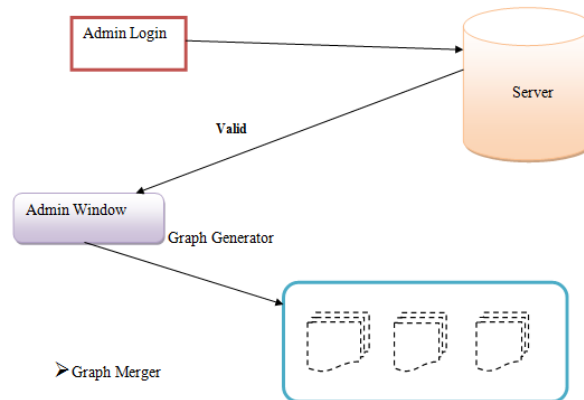 Admin Login
Server
Valid
Admin Window
Graph Generator
Graph Merger